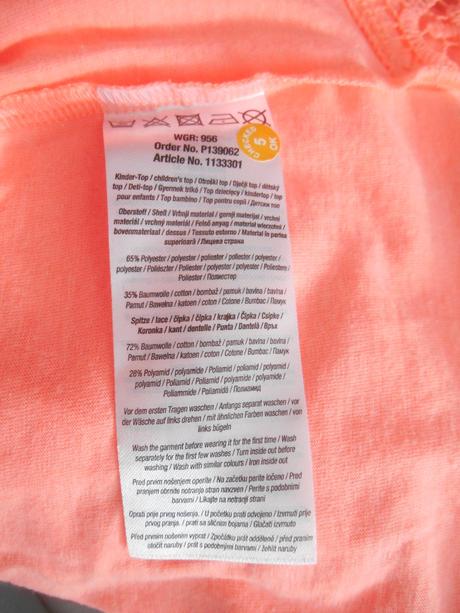 WGR: 956
Order No. P139062
Article No. 1133301
CHECKED 5 OK
Kinder-Top / children's top / Otroški top / Dječji top / dětský
top / Deti-top / Gyermek trikó / Top dziecięcy / kindertop / top
pour enfants / Top bambino / Top pentru copii / Детски топ
Oberstoff / Shell / Vrhnji material / gornji materijal / vrchní
materiál / vrchný materiál / Felső anyag / materiał wierzchni /
bovenmateriaal / dessus / Tessuto esterno / Material in partea
superioară / Лицева страна
65% Polyester / polyester / poliester / poliester / polyester /
polyester / Poliészter / Poliester / polyester / polyester / Poliestere
/ Poliester / Полиестер
35% Baumwolle / cotton / bombaž / pamuk / bavlna / bavlna /
Pamut / Bawełna / katoen / coton / Cotone / Bumbac / Памук
Spitze / lace / čipka / čipka / krajka / Čipka / Csipke /
Koronka / kant / dentelle / Punta / Dantelă / Връх
72% Baumwolle / cotton / bombaž / pamuk / bavlna / bavlna /
Pamut / Bawełna / katoen / coton / Cotone / Bumbac / Памук
28% Polyamid / polyamide / Poliamid / poliamid / polyamid /
polyamid / Poliamid / Poliamid / polyamide / polyamide /
Poliammide / Poliamidă / Полиамид
Vor dem ersten Tragen waschen / Anfangs separat waschen / vor
der Wäsche auf links drehen / mit ähnlichen Farben waschen / von
links bügeln
Wash the garment before wearing it for the first time / Wash
separately for the first few washes / Turn inside out before
washing / Wash with similar colours / Iron inside out
Pred prvim nošenjem operite / Na začetku perite ločeno / Pred
pranjem obrnite notranjo stran navzven / Perite s podobnimi
barvami / Likajte na notranji strani
Oprati prije prvog nošenja. / U početku prati odvojeno / Izvrnuti prije
prvog pranja. / prati sa sličnim bojama / Glačati izvrnuto
Před prvním nošením vyprat / Zpočátku prát odděleně / před praním
otočit naruby / prát s podobnými barvami / žehlit naruby